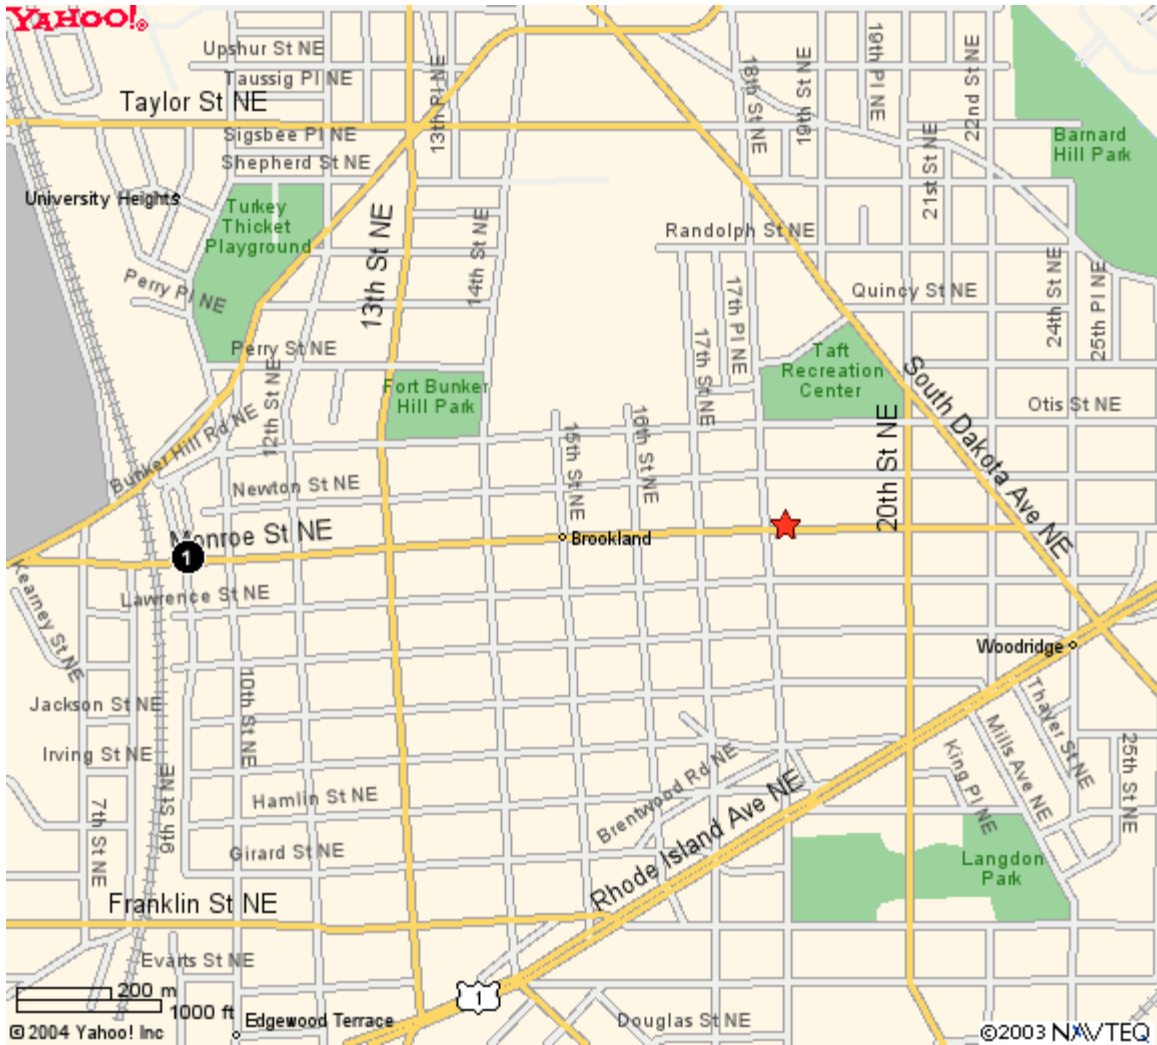 YAHOO!®
Upshur St NE
Taussig Pl NE
Taylor St NE
Sigsbee Pl NE
Shepherd St NE
13th Pl NE
18th St NE
19th St NE
19th Pl NE
22nd St NE
21st St NE
Barnard
Hill Park
University Heights
Turkey
Thicket
Playground
13th St NE
14th St NE
Randolph St NE
Perry Pl NE
Quincy St NE
17th Pl NE
17th St NE
24th St NE
25th Pl NE
Perry St NE
12th St NE
Fort Bunker
Hill Park
Taft
Recreation
Center
South Dakota Ave NE
Otis St NE
Bunker Hill Rd NE
15th St NE
16th St NE
20th St NE
Newton St NE
Monroe St NE
1
Brookland
Kearney St NE
Lawrence St NE
Woodridge
10th St NE
Jackson St NE
Irving St NE
Thayer St NE
Mills Ave NE
King Pl NE
25th St NE
7th St NE
9th St NE
Hamlin St NE
Brentwood Rd NE
Rhode Island Ave NE
Girard St NE
Langdon
Park
Franklin St NE
Evarts St NE
200 m
1000 ft
1
Edgewood Terrace
Douglas St NE
©2004 Yahoo! Inc
©2003 NAVTEQ